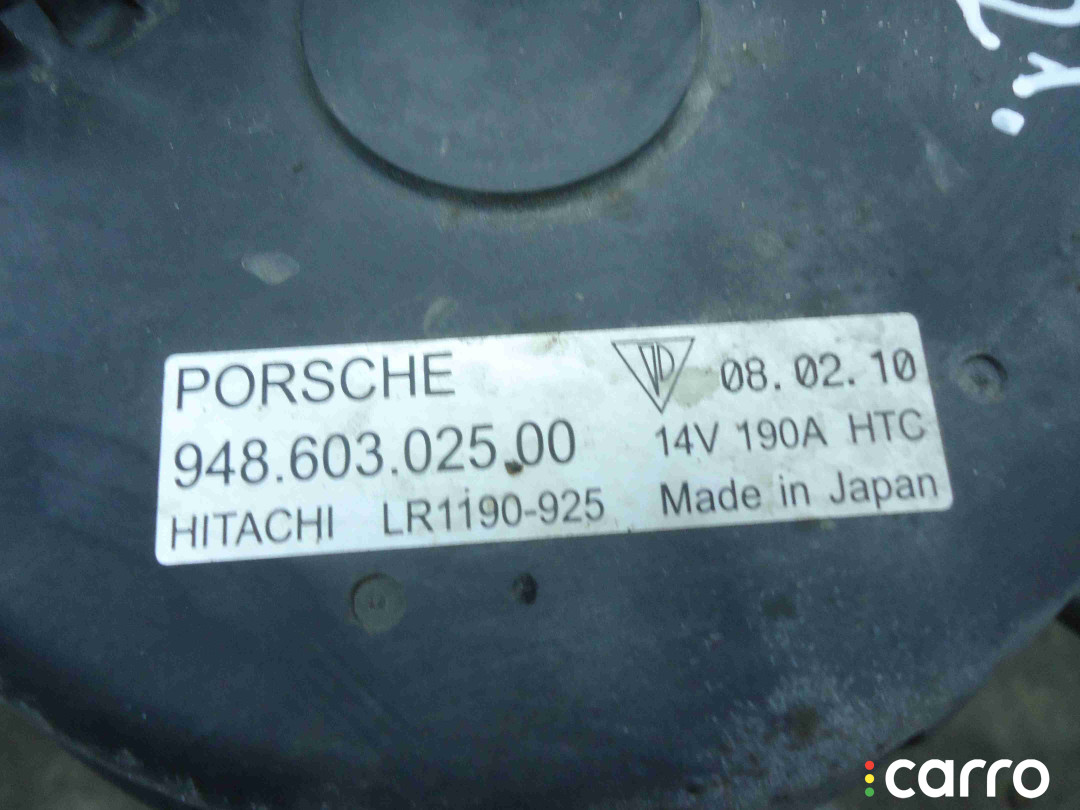 PORSCHE 08.02.10
948.603.025.00 14V 190A HTC
HITACHI LR1190-925 Made in Japan
carro